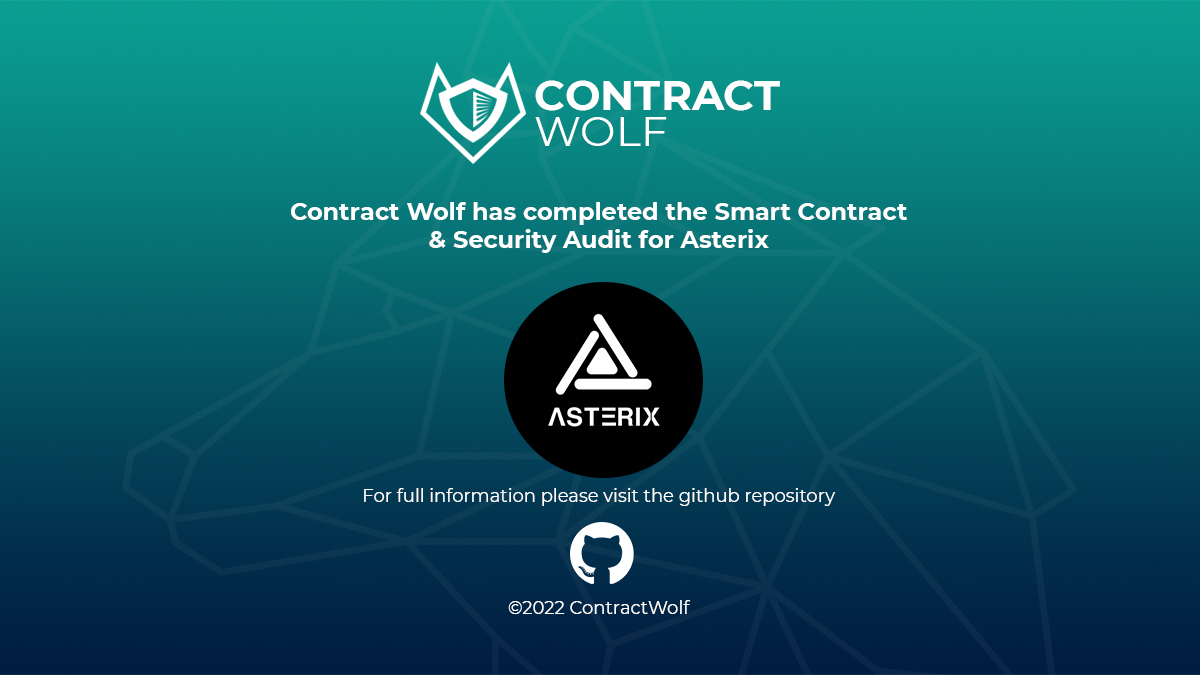 CONTRACT
WOLF
Contract Wolf has completed the Smart Contract
& Security Audit for Asterix
ASTERIX
For full information please visit the github repository
©2022 ContractWolf